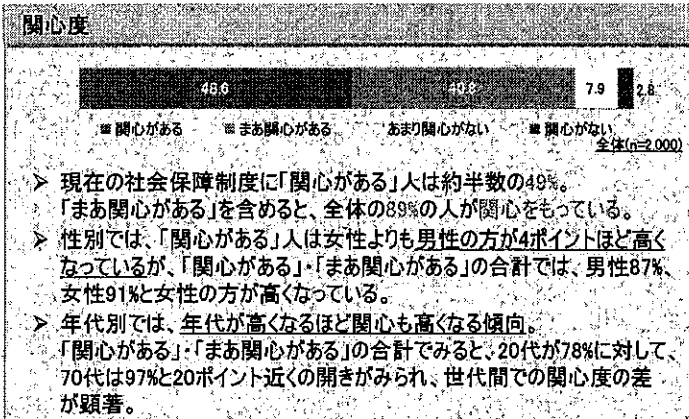 関心度
48.6 40.8 7.9 2.8
■関心がある ■まあ関心がある あまり関心がない ■関心がない
全体(n=2,000)
➢ 現在の社会保障制度に「関心がある」人は約半数の49%。
「まあ関心がある」を含めると、全体の89%の人が関心をもっている。
➢ 性別では、「関心がある」人は女性よりも男性の方が4ポイントほど高く
なっているが、「関心がある」・「まあ関心がある」の合計では、男性87%、
女性91%と女性の方が高くなっている。
➢ 年代別では、年代が高くなるほど関心も高くなる傾向。
「関心がある」・「まあ関心がある」の合計でみると、20代が78%に対して、
70代は97%と20ポイント近くの開きがみられ、世代間での関心度の差
が顕著。